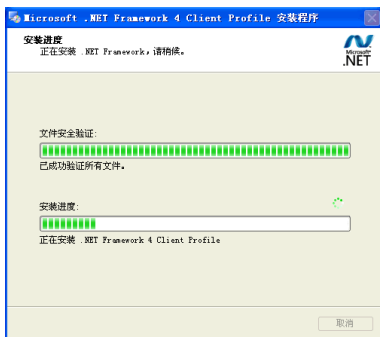 Microsoft .NET Framework 4 Client Profile 安装程序
安装进度
正在安装 .NET Framework，请稍候。
Microsoft
.NET
文件安全验证:
已成功验证所有文件。
安装进度:
正在安装 .NET Framework 4 Client Profile
取消